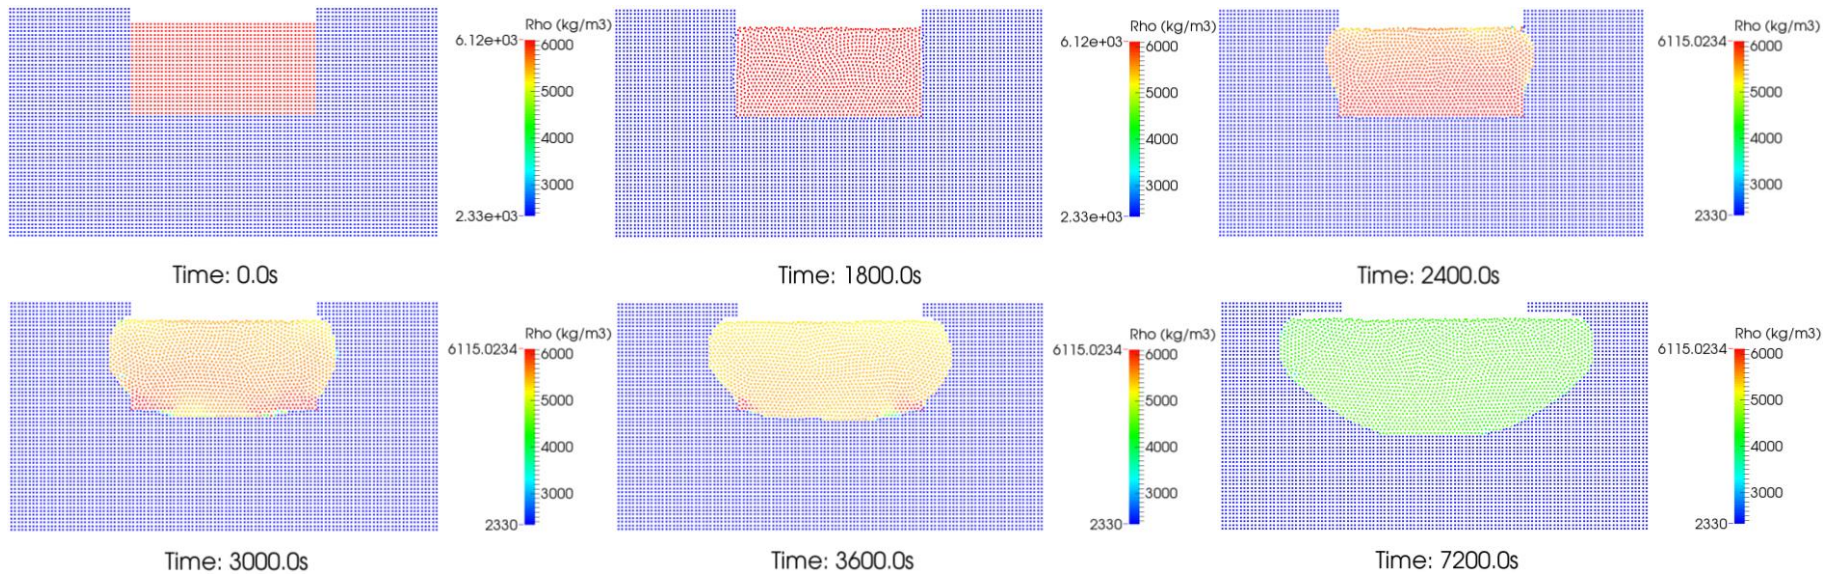 Rho (kg/m3)
6.12e+03
6000
5000
4000
3000
2.33e+03
Time: 0.0s
Rho (kg/m3)
6.12e+03
6000
5000
4000
3000
2.33e+03
Time: 1800.0s
Rho (kg/m3)
6115.0234
6000
5000
4000
3000
2330
Time: 2400.0s
Rho (kg/m3)
6115.0234
6000
5000
4000
3000
2330
Time: 3000.0s
Rho (kg/m3)
6115.0234
6000
5000
4000
3000
2330
Time: 3600.0s
Rho (kg/m3)
6115.0234
6000
5000
4000
3000
2330
Time: 7200.0s